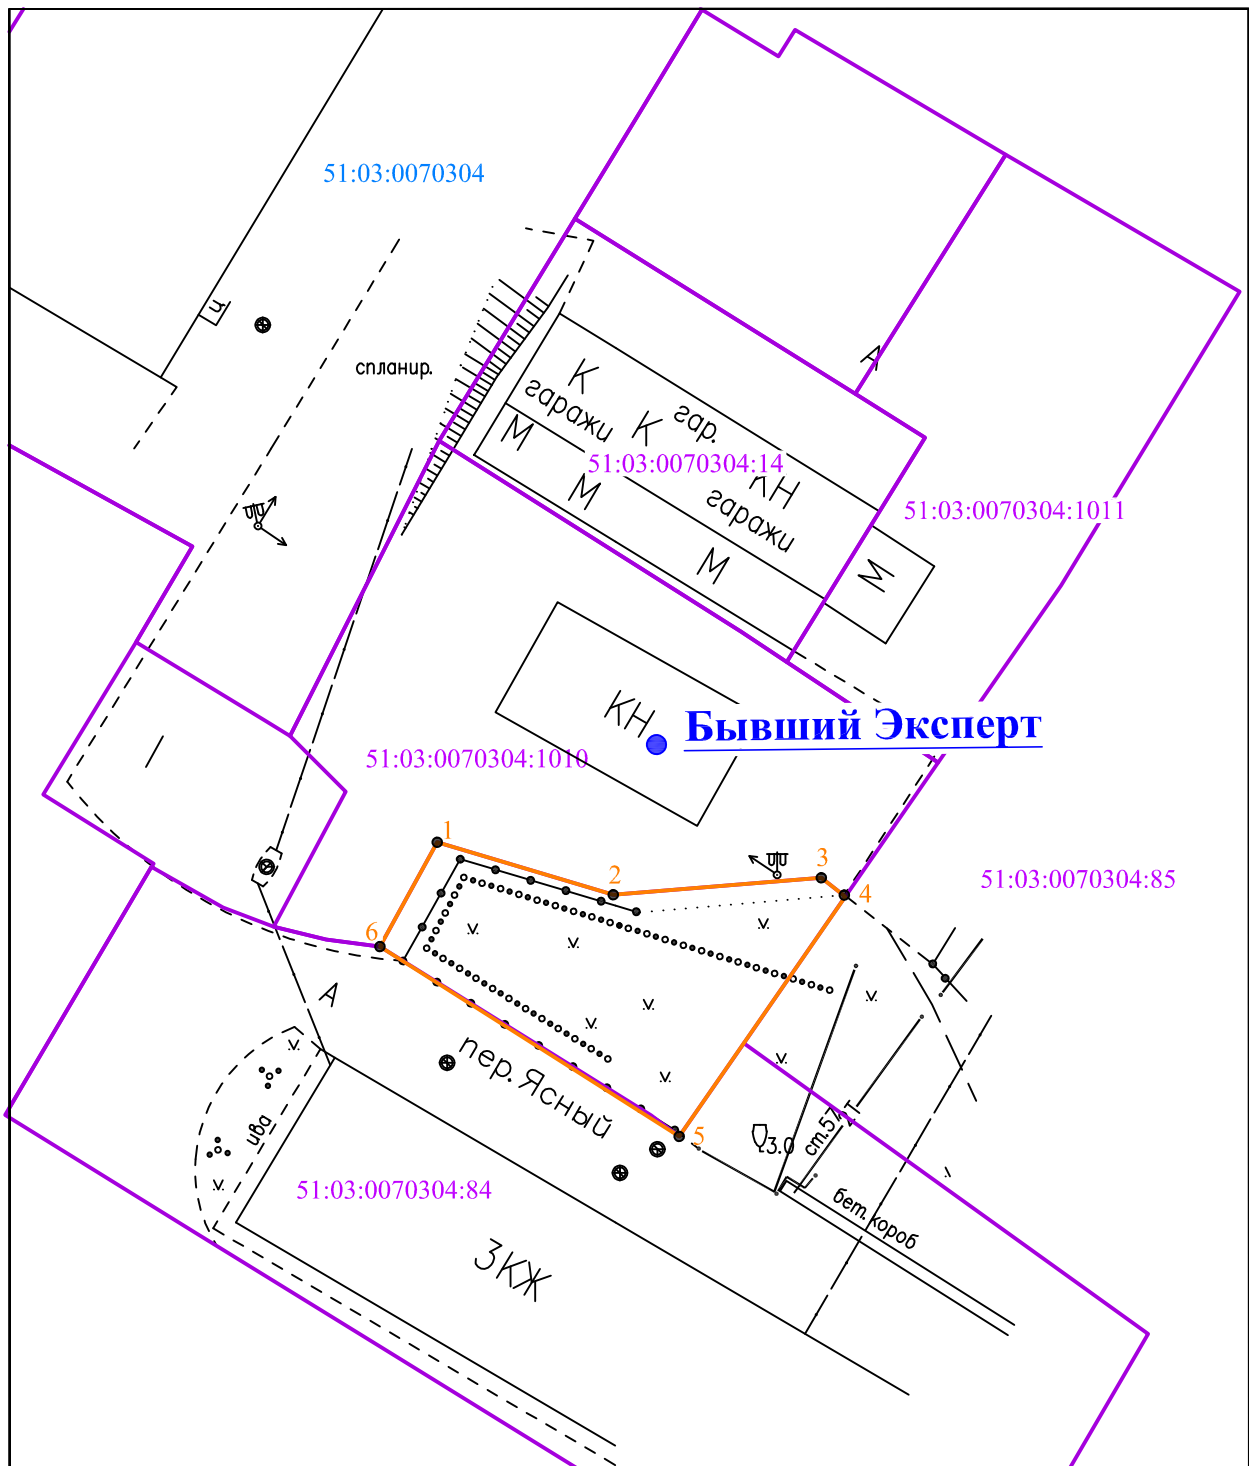 51:03:0070304
ц
спланир.
А
К
гаражи
К
гар.
М
51:03:0070304:14
КН
М
гаражи
51:03:0070304:1011
М
М
КН
Бывший Эксперт
51:03:0070304:1010
1
2
3
4
51:03:0070304:85
6
А
пер. Ясный
ива
5
3.0
ст.57
2Т
51:03:0070304:84
бет. короб
3КЖ